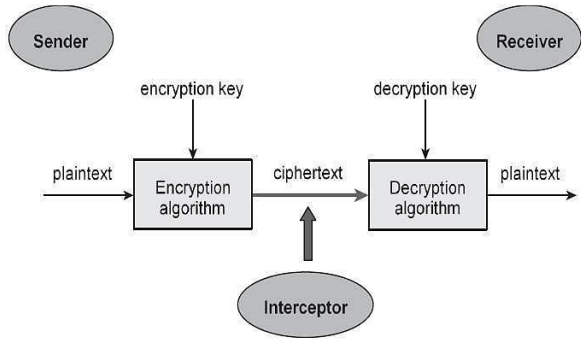 Sender
Receiver
encryption key
decryption key
plaintext
ciphertext
plaintext
Encryption
algorithm
Decryption
algorithm
Interceptor